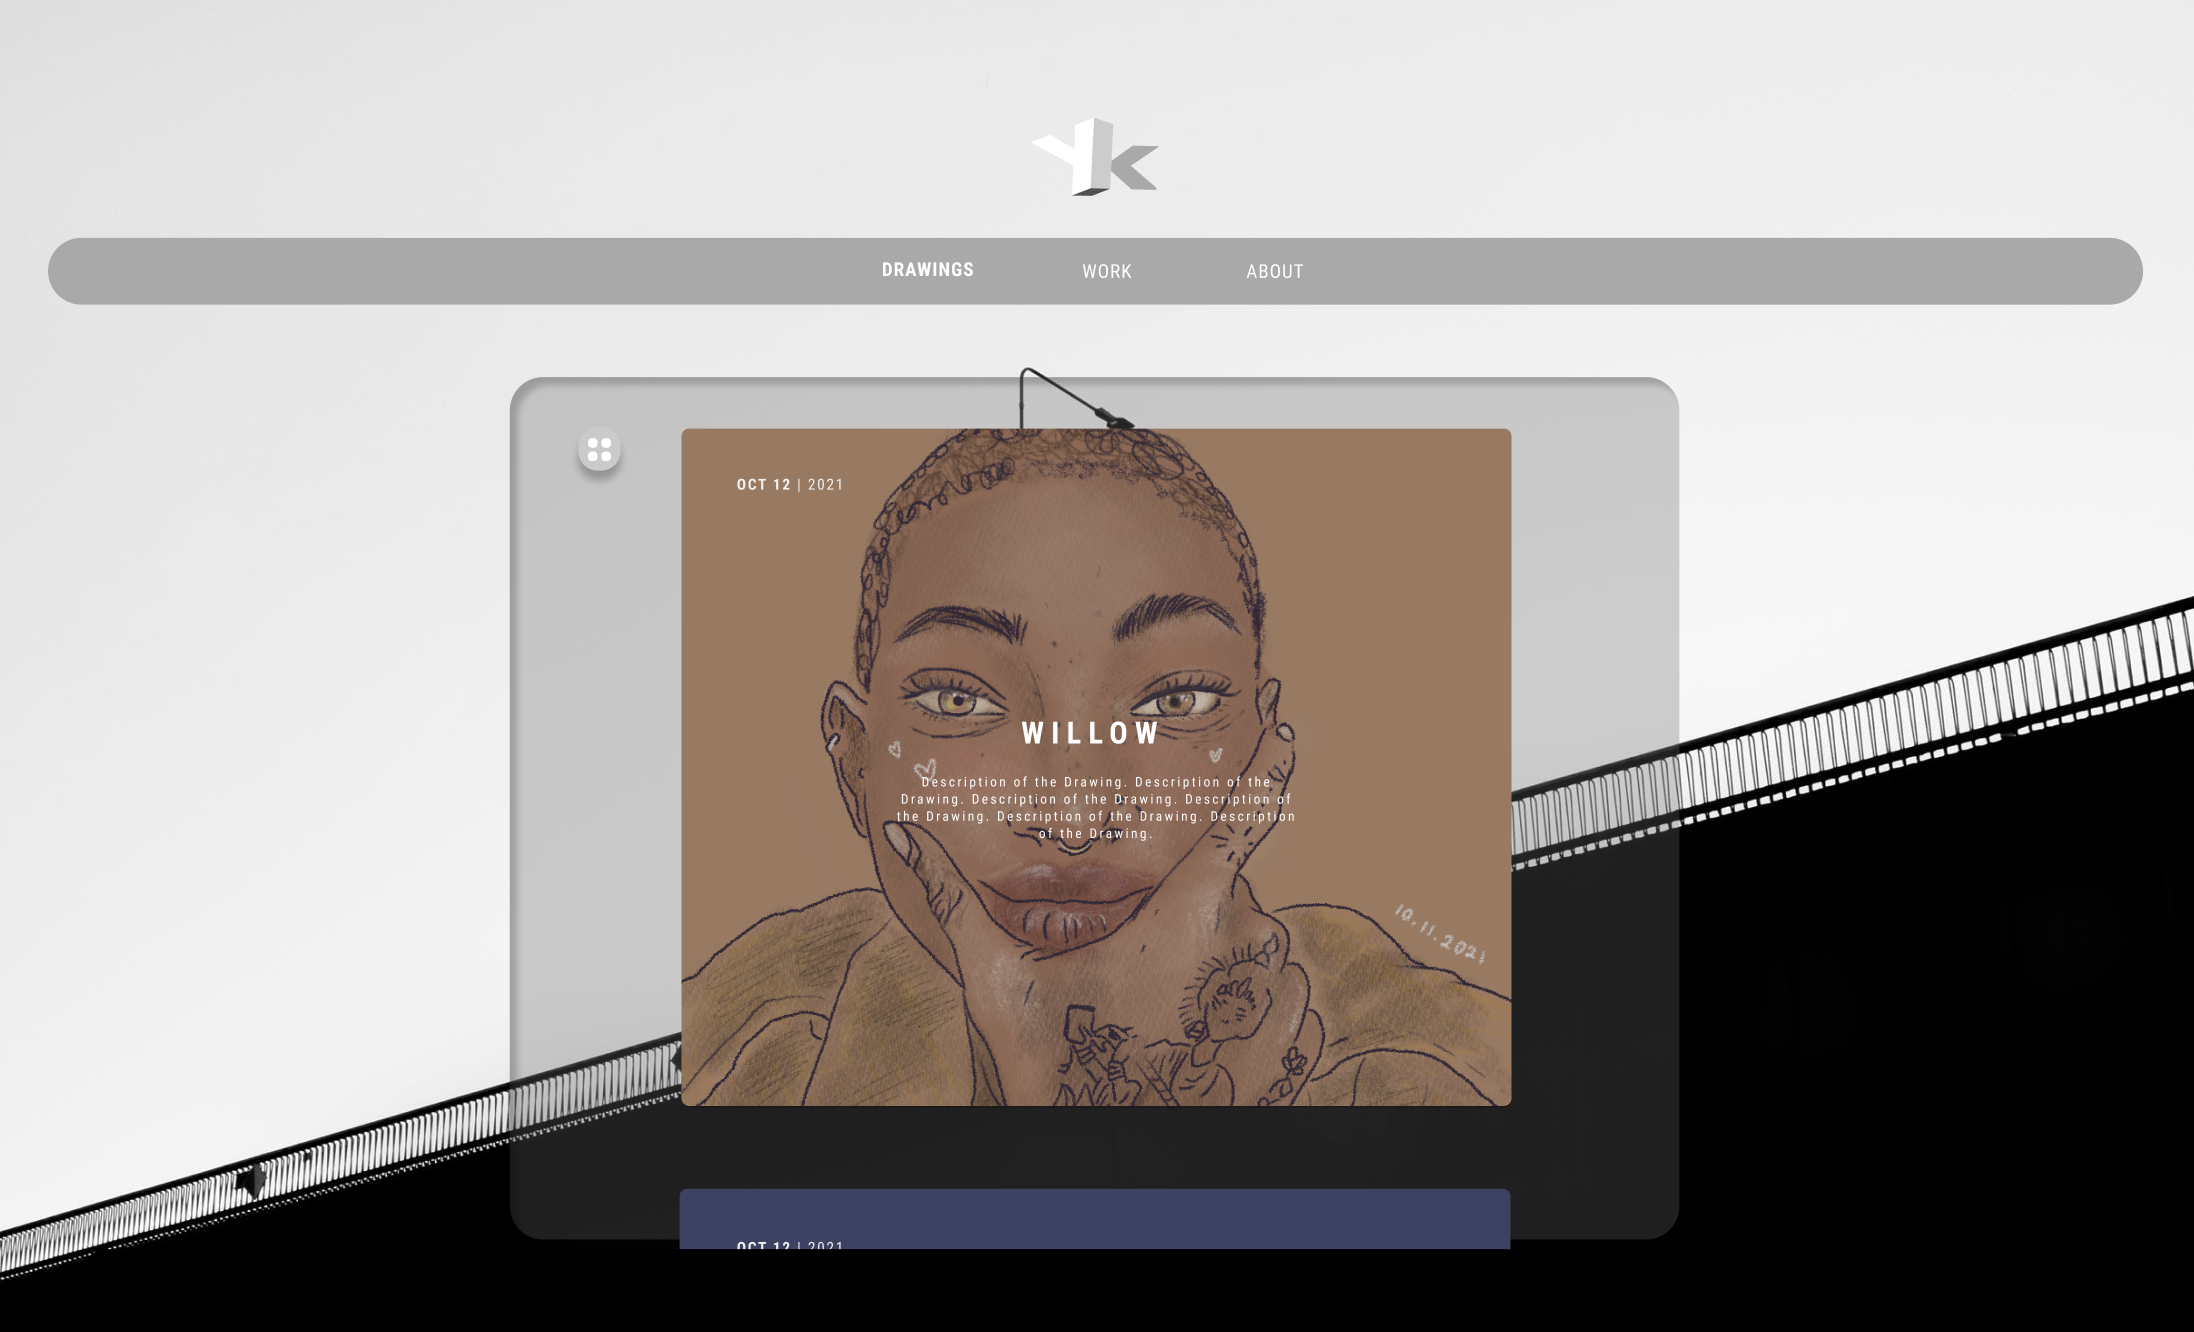 YK
DRAWINGS WORK ABOUT
OCT 12 | 2021
WILLOW
Description of the Drawing. Description of the
Drawing. Description of the Drawing. Description of
the Drawing. Description of the Drawing. Description
of the Drawing.
10.11.2021
OCT 12 | 2021